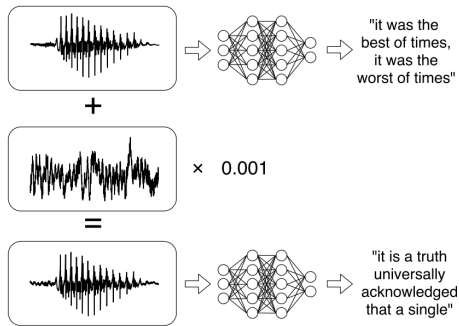 "it was the
best of times,
it was the
worst of times"
+
× 0.001
=
"it is a truth
universally
acknowledged
that a single"